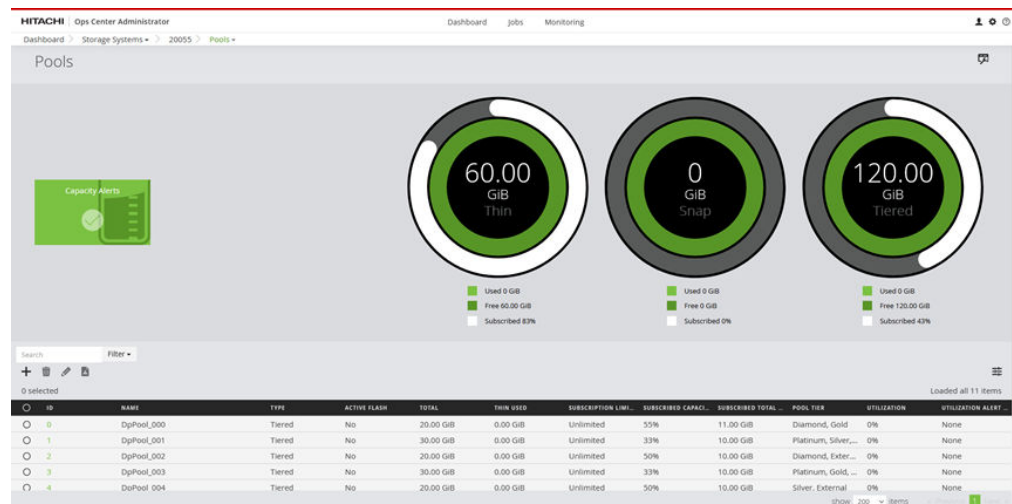 HITACHI Ops Center Administrator Dashboard Jobs Monitoring
Dashboard Storage Systems 20055 Pools
Pools
Capacity Alerts
60.00 GiB Thin
Used 0 GiB
Free 60.00 GiB
Subscribed 83%
0 GiB Snap
Used 0 GiB
Free 0 GiB
Subscribed 0%
120.00 GiB Tiered
Used 0 GiB
Free 120.00 GiB
Subscribed 43%
Search Filter
0 selected Loaded all 11 items
ID NAME TYPE ACTIVE FLASH TOTAL THIN USED SUBSCRIPTION LIMI... SUBSCRIBED CAPACI... SUBSCRIBED TOTAL ... POOL TIER UTILIZATION UTILIZATION ALERT ...
0 DpPool_000 Tiered No 20.00 GiB 0.00 GiB Unlimited 55% 11.00 GiB Diamond, Gold 0% None
1 DpPool_001 Tiered No 30.00 GiB 0.00 GiB Unlimited 33% 10.00 GiB Platinum, Silver,... 0% None
2 DpPool_002 Tiered No 20.00 GiB 0.00 GiB Unlimited 50% 10.00 GiB Diamond, Exter... 0% None
3 DpPool_003 Tiered No 30.00 GiB 0.00 GiB Unlimited 33% 10.00 GiB Platinum, Gold, ... 0% None
4 DpPool_004 Tiered No 20.00 GiB 0.00 GiB Unlimited 50% 10.00 GiB Silver, External 0% None
show 200 items 1